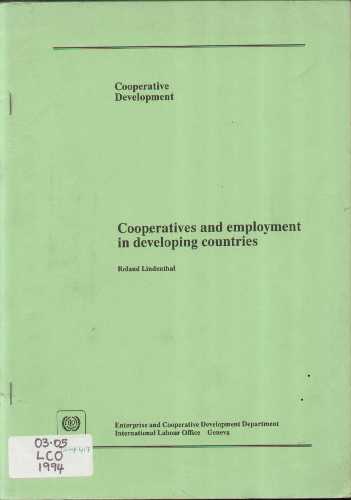 Cooperative
Development
Cooperatives and employment
in developing countries
Roland Lindenthal
Enterprise and Cooperative Development Department
International Labour Office Geneva
03.05
LCO
1994